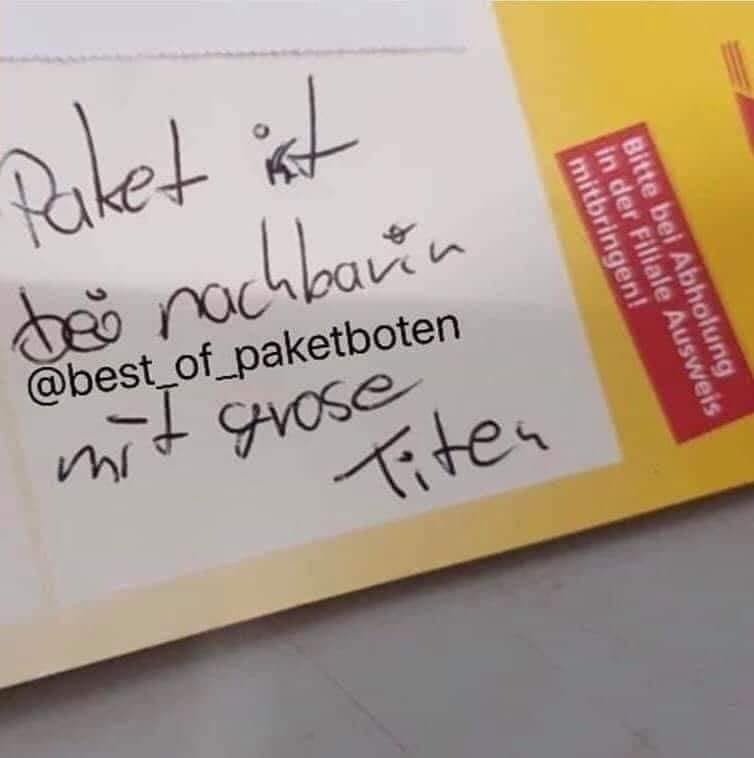 Paket ist
bei nachbarin
@best_of_paketboten
mit grose
Titen
Bitte bei Abholung
in der Filiale Ausweis
mitbringen!